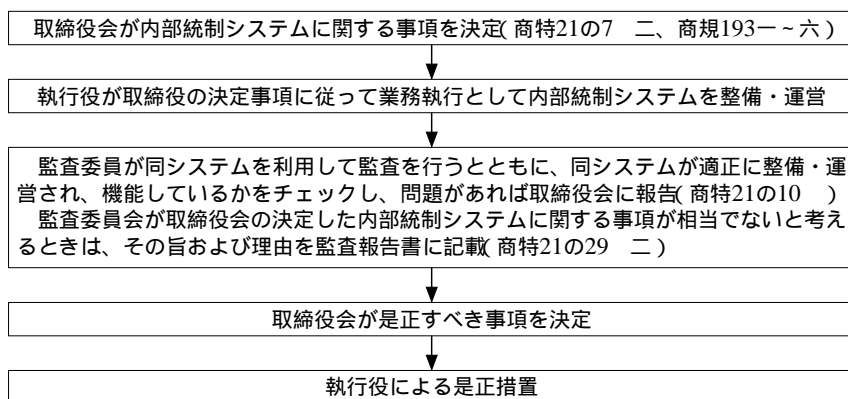 取締役会が内部統制システムに関する事項を決定(商特21の7　二、商規193一~六)
執行役が取締役の決定事項に従って業務執行として内部統制システムを整備・運営
監査委員が同システムを利用して監査を行うとともに、同システムが適正に整備・運
営され、機能しているかをチェックし、問題があれば取締役会に報告(商特21の10　)
監査委員会が取締役会の決定した内部統制システムに関する事項が相当でないと考え
るときは、その旨および理由を監査報告書に記載(商特21の29　二)
取締役会が是正すべき事項を決定
執行役による是正措置